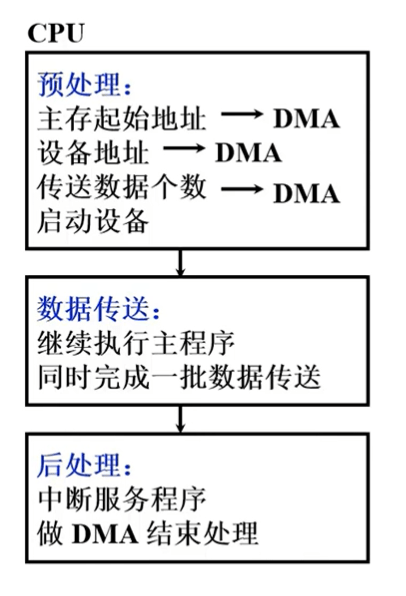 CPU
预处理：
主存起始地址 → DMA
设备地址 → DMA
传送数据个数 → DMA
启动设备
数据传送：
继续执行主程序
同时完成一批数据传送
后处理：
中断服务程序
做 DMA 结束处理